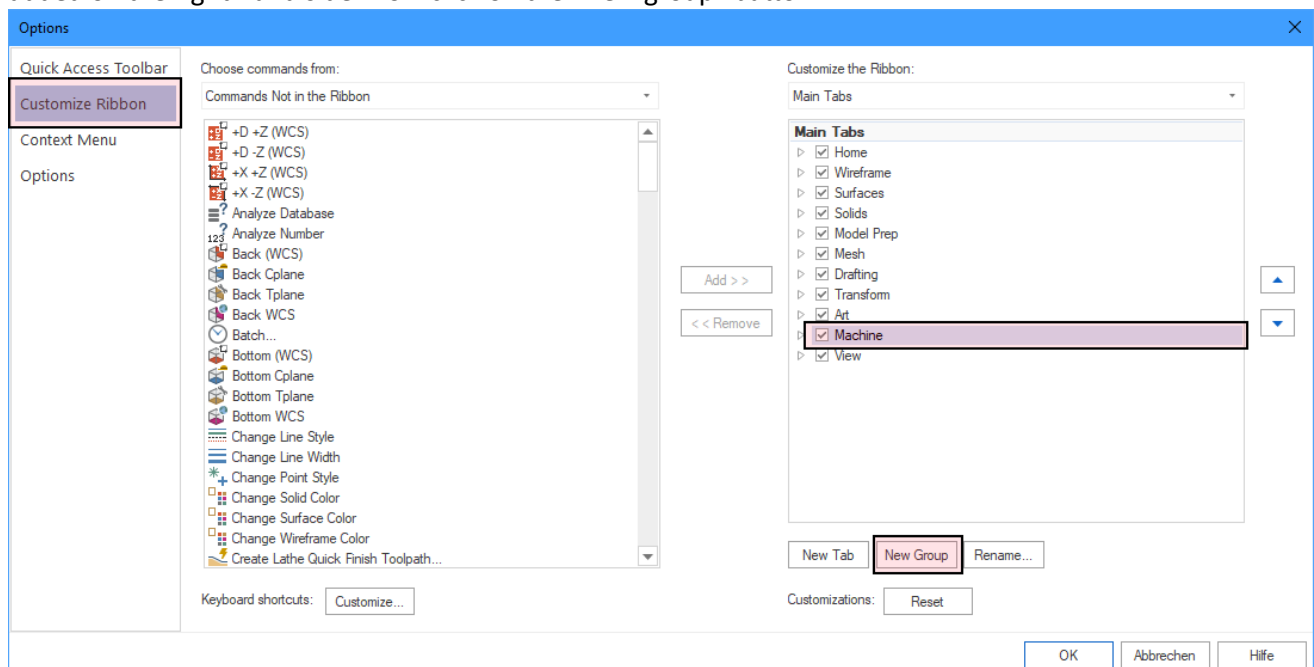 Options
Quick Access Toolbar
Customize Ribbon
Context Menu
Options
Choose commands from:
Commands Not in the Ribbon
+D +Z (WCS)
+D -Z (WCS)
+X +Z (WCS)
+X -Z (WCS)
Analyze Database
123 Analyze Number
Back (WCS)
Back Cplane
Back Tplane
Back WCS
Batch...
Bottom (WCS)
Bottom Cplane
Bottom Tplane
Bottom WCS
Change Line Style
Change Line Width
Change Point Style
Change Solid Color
Change Surface Color
Change Wireframe Color
Create Lathe Quick Finish Toolpath...
Keyboard shortcuts: Customize...
Add > >
< < Remove
Customize the Ribbon:
Main Tabs
Main Tabs
Home
Wireframe
Surfaces
Solids
Model Prep
Mesh
Drafting
Transform
Art
Machine
View
New Tab New Group Rename...
Customizations: Reset
OK Abbrechen Hilfe